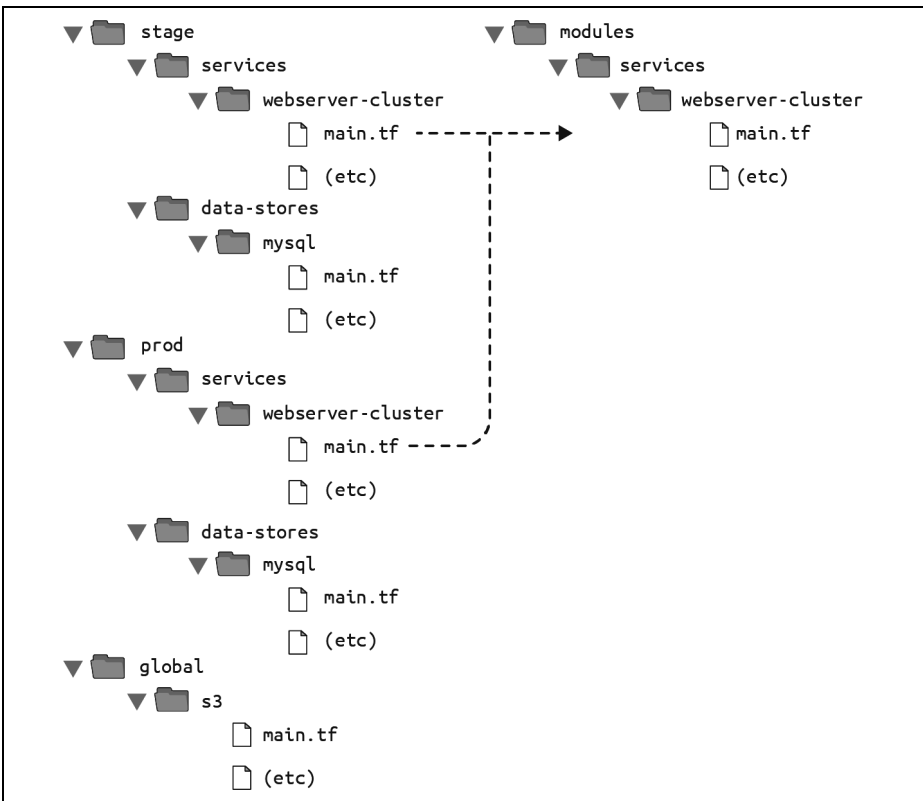 stage
services
webserver-cluster
main.tf
(etc)
data-stores
mysql
main.tf
(etc)
prod
services
webserver-cluster
main.tf
(etc)
data-stores
mysql
main.tf
(etc)
global
s3
main.tf
(etc)
modules
services
webserver-cluster
main.tf
(etc)